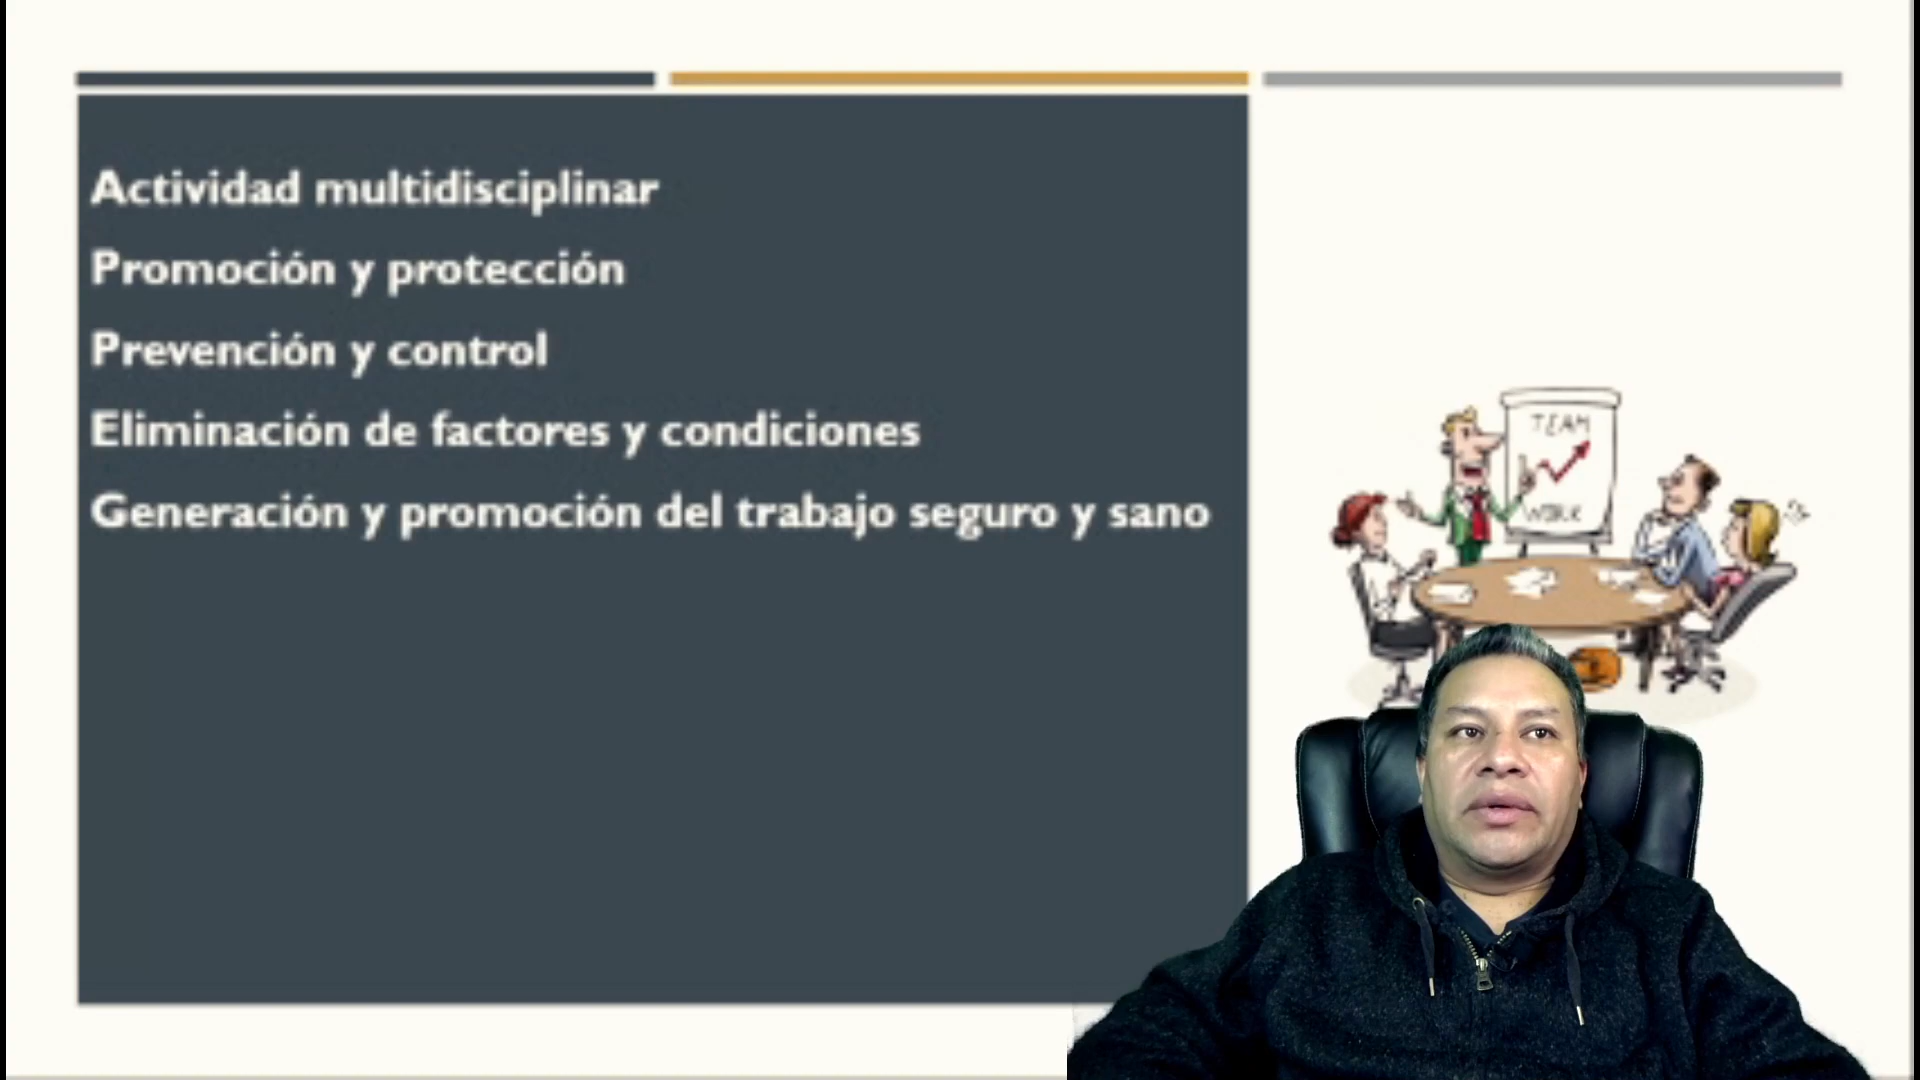 Actividad multidisciplinar
Promoción y protección
Prevención y control
Eliminación de factores y condiciones
Generación y promoción del trabajo seguro y sano
TEAM
WORK